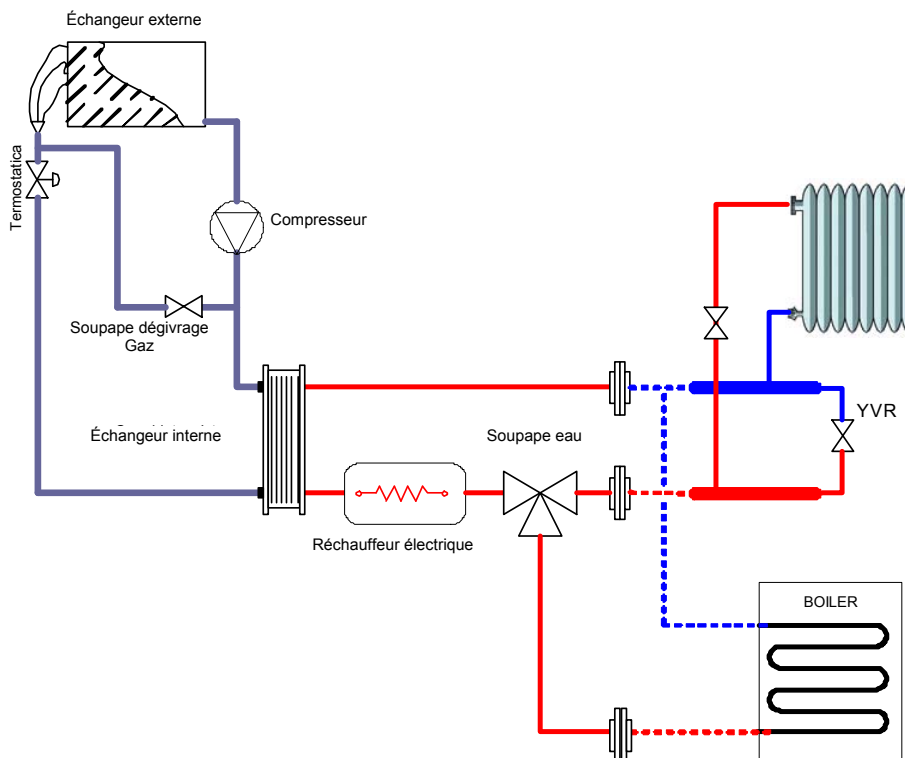 Échangeur externe
Termostatica
Compresseur
Soupape dégivrage
Gaz
Échangeur interne
Soupape eau
YVR
Réchauffeur électrique
BOILER